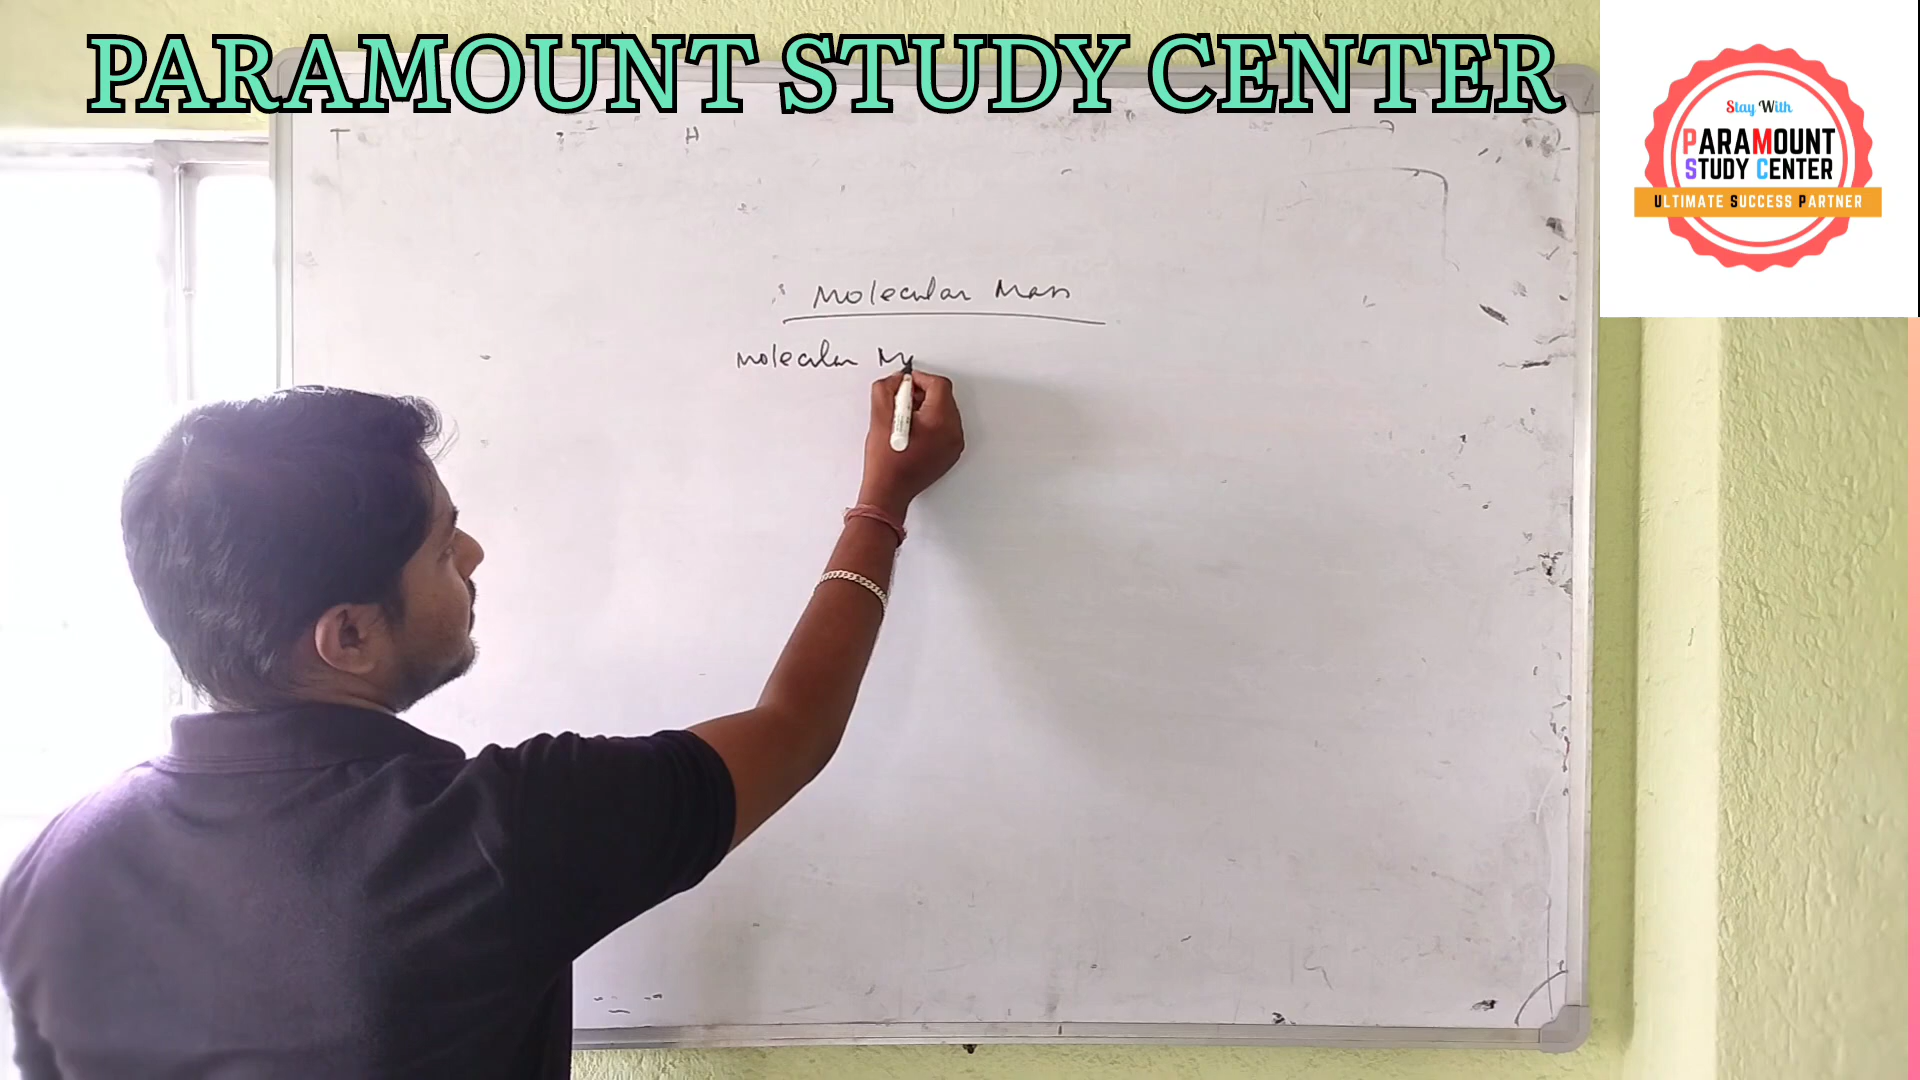 PARAMOUNT STUDY CENTER
Stay With
PARAMOUNT
STUDY CENTER
ULTIMATE SUCCESS PARTNER
T H
Molecular Mass
Molecular M